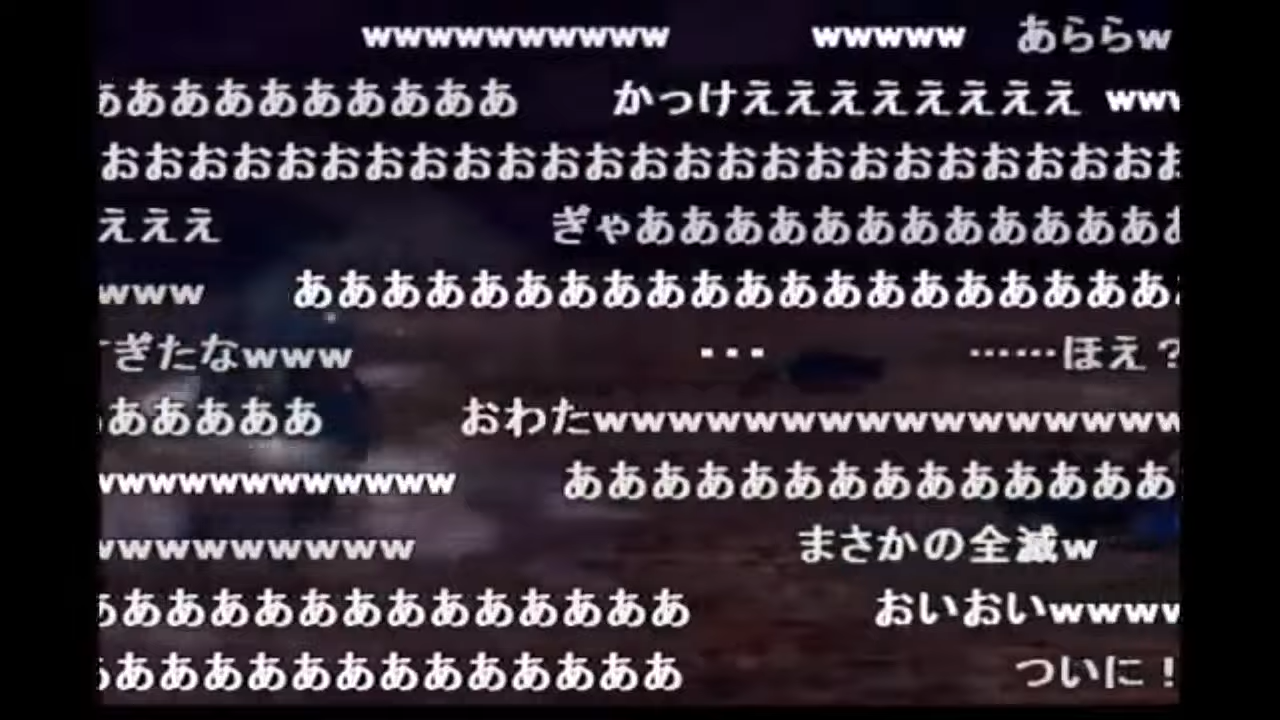 wwwwwwwwww wwwww あららw
ああああああああああ かっけええええええええ www
おおおおおおおおおおおおおおおおおおおおおおおおお
えええ ぎゃあああああああああああああ
www ああああああああああああああああああああ
ぎたなwww ... ……ほえ？
あああああ おわたwwwwwwwwwwwwwwwwwww
wwwwwwwwwwww ああああああああああああああ
wwwwwwwwww まさかの全滅w
ああああああああああああああ おいおいwwww
あああああああああああああ ついに！